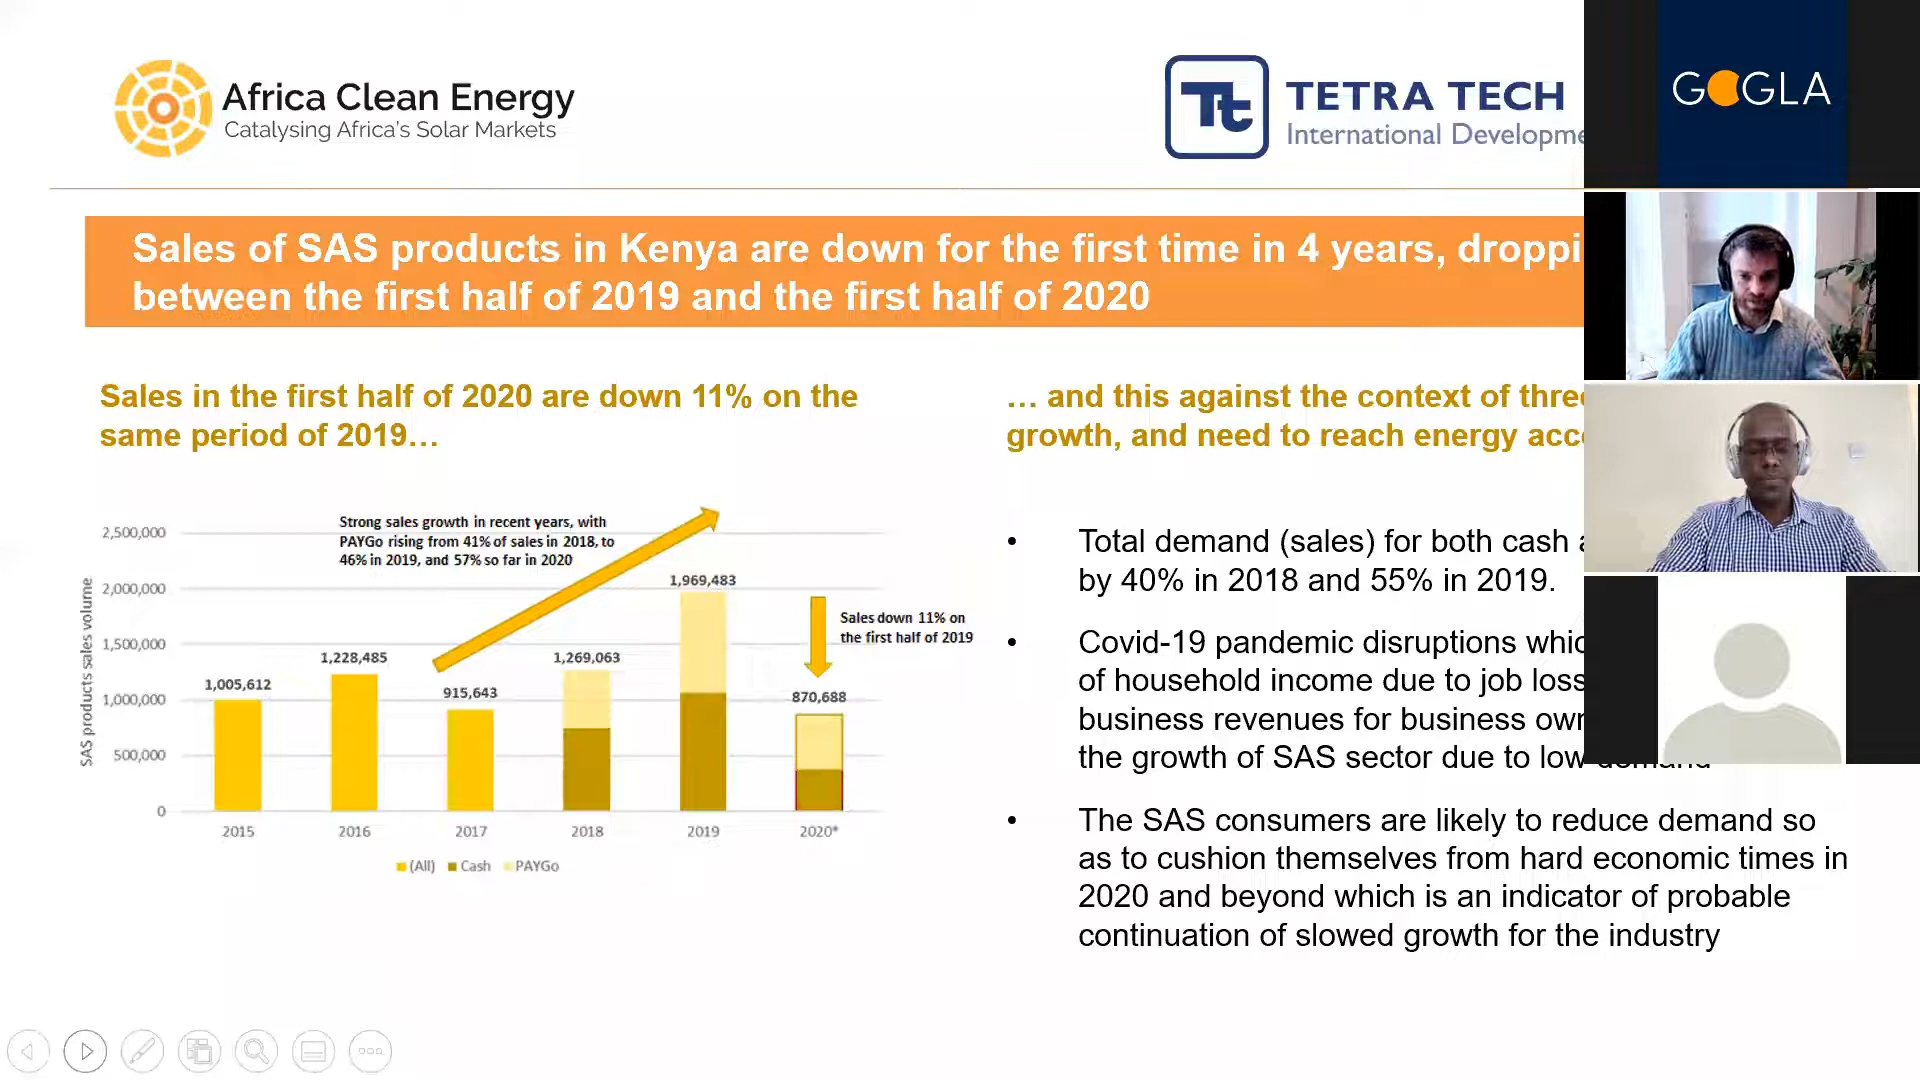 Africa Clean Energy
Catalysing Africa's Solar Markets
Tt
TETRA TECH
International
GOGLA
Sales of SAS products in Kenya are down for the first time in 4 years,
between the first half of 2019 and the first half of 2020
Sales in the first half of 2020 are down 11% on the
same period of 2019…
Strong sales growth in recent years, with
PAYGo rising from 41% of sales in 2018, to
46% in 2019, and 57% so far in 2020
2,500,000
2,000,000
1,500,000
1,000,000
500,000
0
SAS products sales volume
1,005,612
1,228,485
915,643
1,269,063
1,969,483
870,688
Sales down 11% on
the first half of 2019
2015
2016
2017
2018
2019
2020*
(All)
Cash
PAYGo
… and this against the context of
growth, and need to reach energy
• Total demand (sales) for both cash
by 40% in 2018 and 55% in 2019.
• Covid-19 pandemic disruptions
of household income due to job
business revenues for business
the growth of SAS sector due to low demand
• The SAS consumers are likely to reduce demand so
as to cushion themselves from hard economic times in
2020 and beyond which is an indicator of probable
continuation of slowed growth for the industry